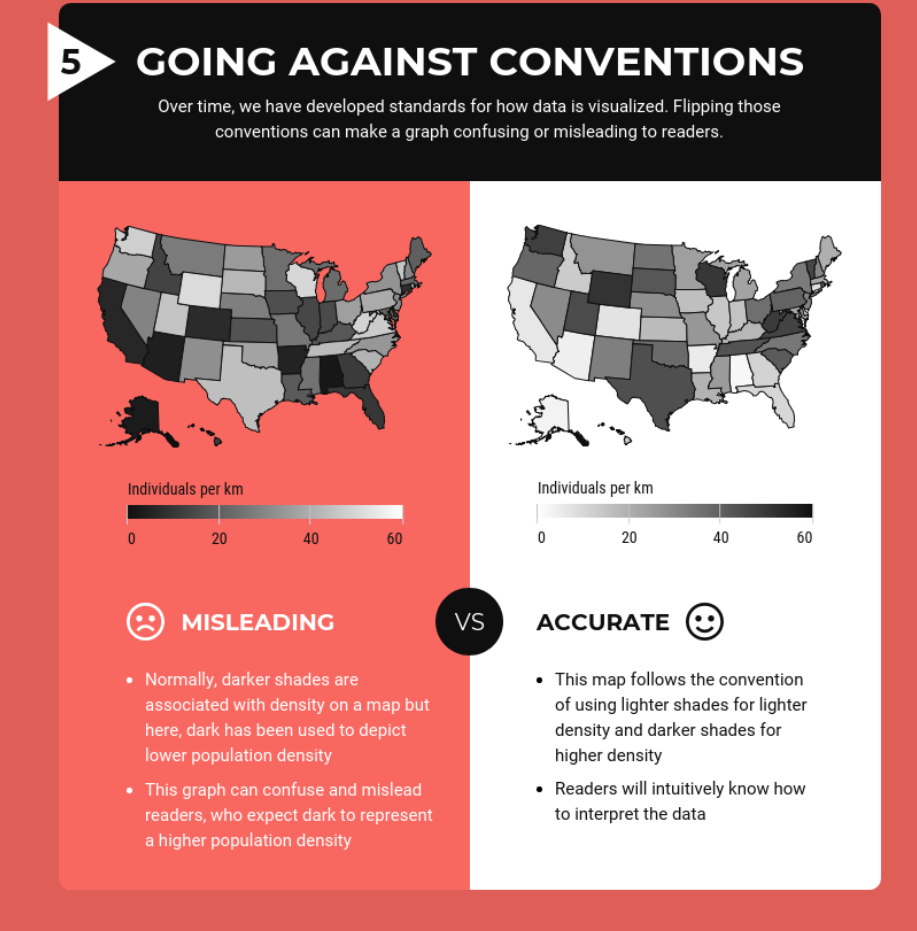 5
GOING AGAINST CONVENTIONS
Over time, we have developed standards for how data is visualized. Flipping those
conventions can make a graph confusing or misleading to readers.
Individuals per km
0 20 40 60
Individuals per km
0 20 40 60
MISLEADING
VS
ACCURATE
• Normally, darker shades are
associated with density on a map but
here, dark has been used to depict
lower population density
• This graph can confuse and mislead
readers, who expect dark to represent
a higher population density
• This map follows the convention
of using lighter shades for lighter
density and darker shades for
higher density
• Readers will intuitively know how
to interpret the data